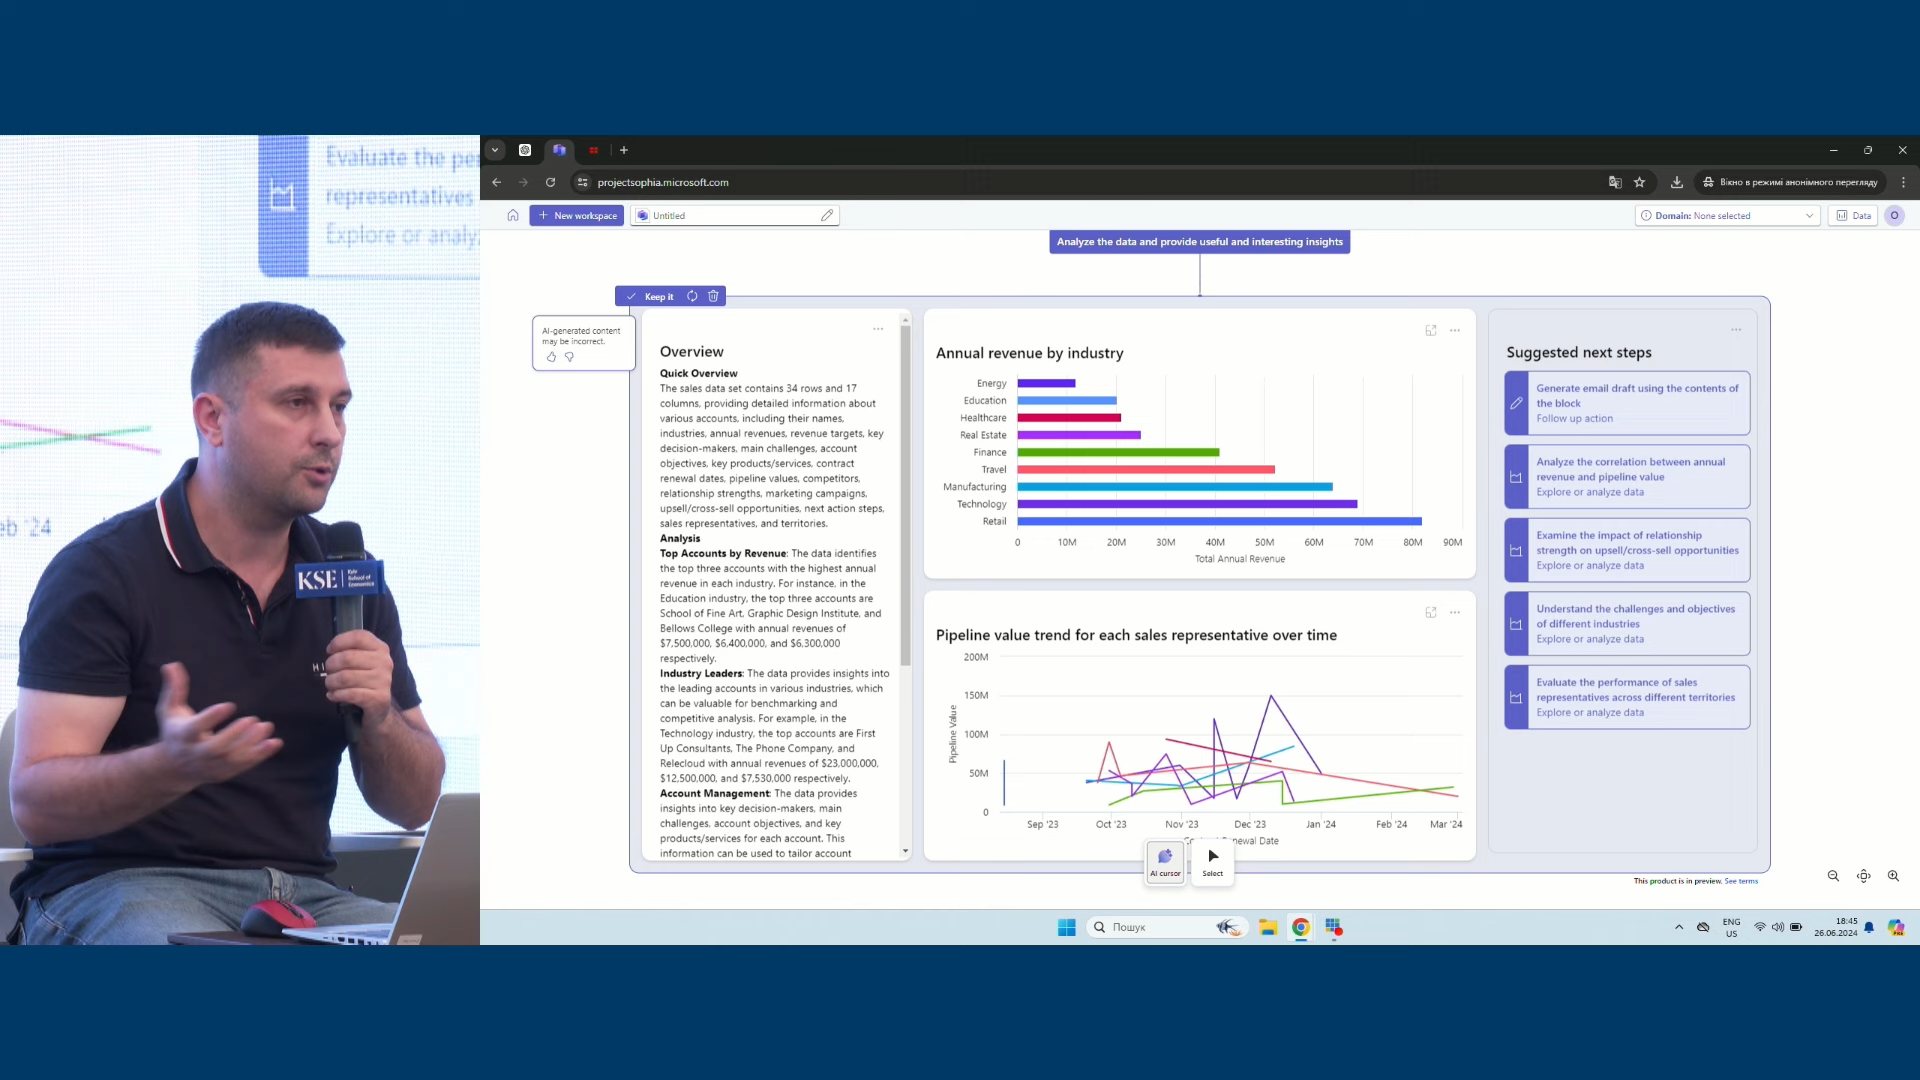 Evaluate the pe
representatives
Explore or analy
eb '24
KSE
Kyiv
School of
Economics
projectsophia.microsoft.com
Вікно в режимі анонімного перегляду
New workspace
Untitled
Domain: None selected
Data
O
Analyze the data and provide useful and interesting insights
Keep it
AI-generated content
may be incorrect.
Overview
Quick Overview
The sales data set contains 34 rows and 17
columns, providing detailed information about
various accounts, including their names,
industries, annual revenues, revenue targets, key
decision-makers, main challenges, account
objectives, key products/services, contract
renewal dates, pipeline values, competitors,
relationship strengths, marketing campaigns,
upsell/cross-sell opportunities, next action steps,
sales representatives, and territories.
Analysis
Top Accounts by Revenue: The data identifies
the top three accounts with the highest annual
revenue in each industry. For instance, in the
Education industry, the top three accounts are
School of Fine Art, Graphic Design Institute, and
Bellows College with annual revenues of
$7,500,000, $6,400,000, and $6,300,000
respectively.
Industry Leaders: The data provides insights into
the leading accounts in various industries, which
can be valuable for benchmarking and
competitive analysis. For example, in the
Technology industry, the top accounts are First
Up Consultants, The Phone Company, and
Relecloud with annual revenues of $23,000,000,
$12,500,000, and $7,530,000 respectively.
Account Management: The data provides
insights into key decision-makers, main
challenges, account objectives, and key
products/services for each account. This
information can be used to tailor account
Annual revenue by industry
Energy
Education
Healthcare
Real Estate
Finance
Travel
Manufacturing
Technology
Retail
0 10M 20M 30M 40M 50M 60M 70M 80M 90M
Total Annual Revenue
Pipeline value trend for each sales representative over time
200M
150M
100M
50M
0
Pipeline Value
Sep '23 Oct '23 Nov '23 Dec '23 Jan '24 Feb '24 Mar '24
newal Date
AI cursor
Select
Suggested next steps
Generate email draft using the contents of
the block
Follow up action
Analyze the correlation between annual
revenue and pipeline value
Explore or analyze data
Examine the impact of relationship
strength on upsell/cross-sell opportunities
Explore or analyze data
Understand the challenges and objectives
of different industries
Explore or analyze data
Evaluate the performance of sales
representatives across different territories
Explore or analyze data
This product is in preview. See terms
Пошук
ENG
US
18:45
26.06.2024